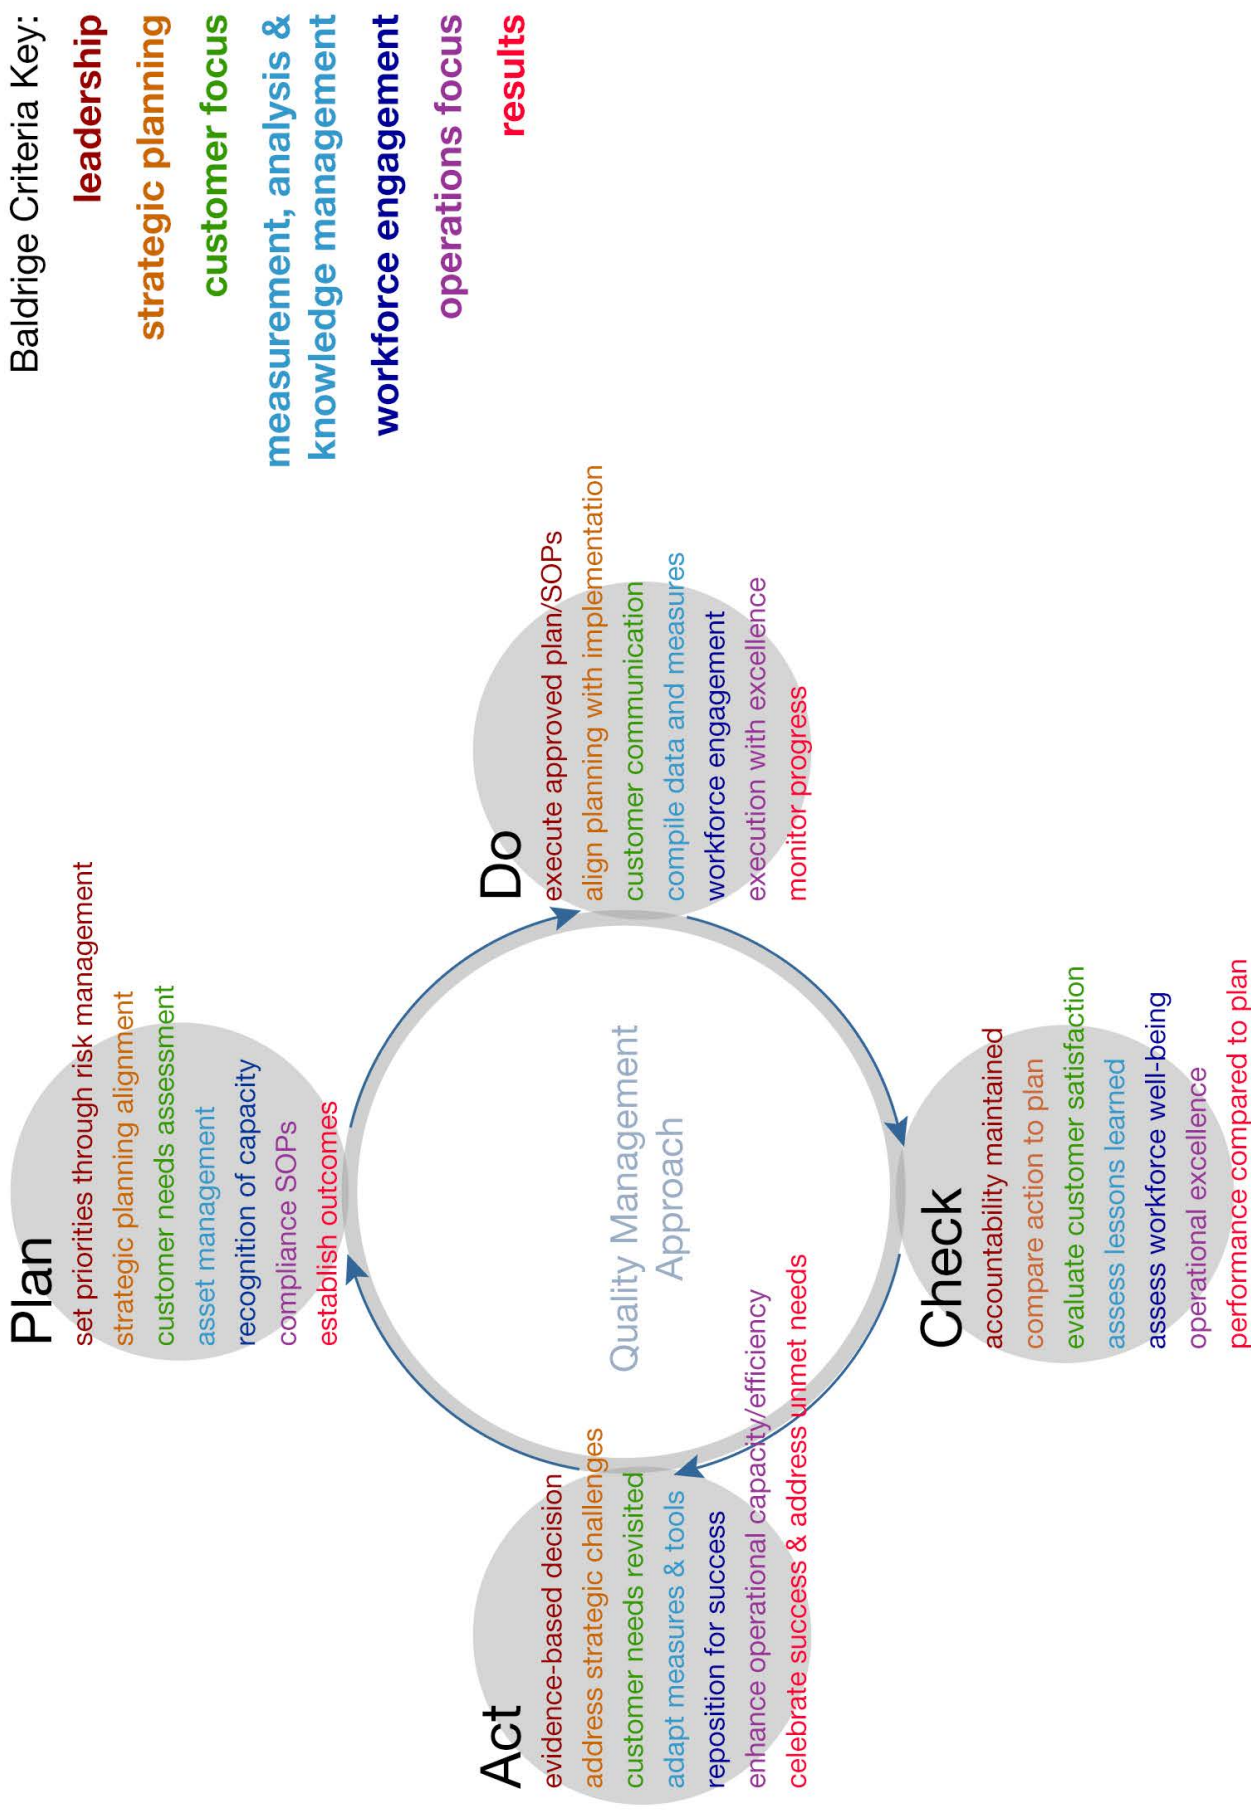 Baldrige Criteria Key:
leadership
strategic planning
customer focus
measurement, analysis &
knowledge management
workforce engagement
operations focus
results
Plan
set priorities through risk management
strategic planning alignment
customer needs assessment
asset management
recognition of capacity
compliance SOPs
establish outcomes
Do
execute approved plan/SOPs
align planning with implementation
customer communication
compile data and measures
workforce engagement
execution with excellence
monitor progress
Check
accountability maintained
compare action to plan
evaluate customer satisfaction
assess lessons learned
assess workforce well-being
operational excellence
performance compared to plan
Act
evidence-based decision
address strategic challenges
customer needs revisited
adapt measures & tools
reposition for success
enhance operational capacity/efficiency
celebrate success & address unmet needs
Quality Management
Approach